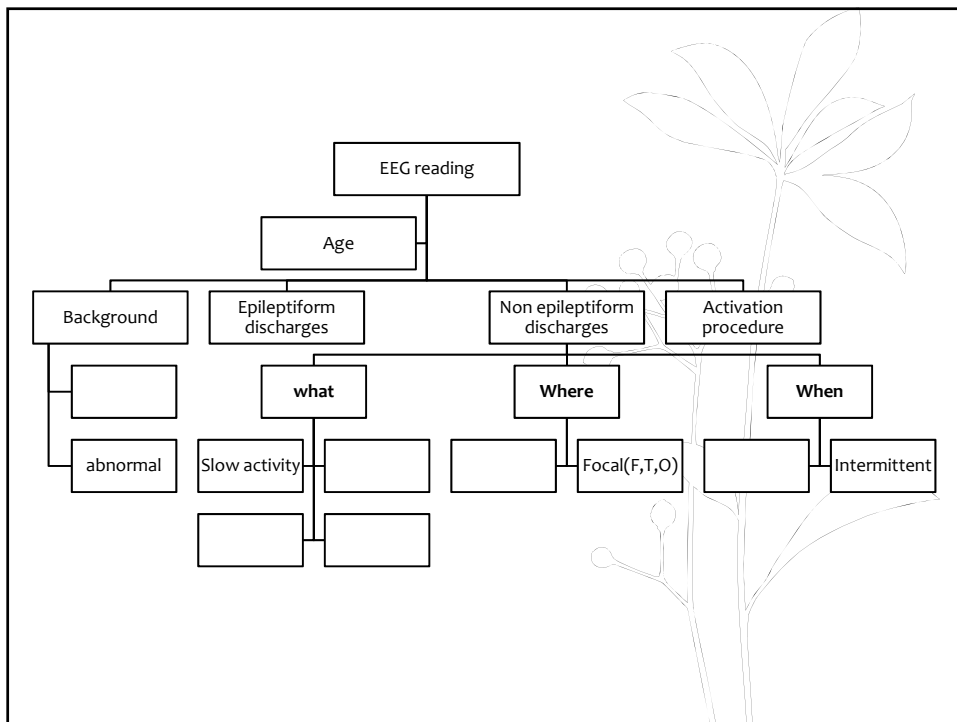 EEG reading
Age
Background
Epileptiform
discharges
Non epileptiform
discharges
Activation
procedure
what
Where
When
abnormal
Slow activity
Focal(F,T,O)
Intermittent